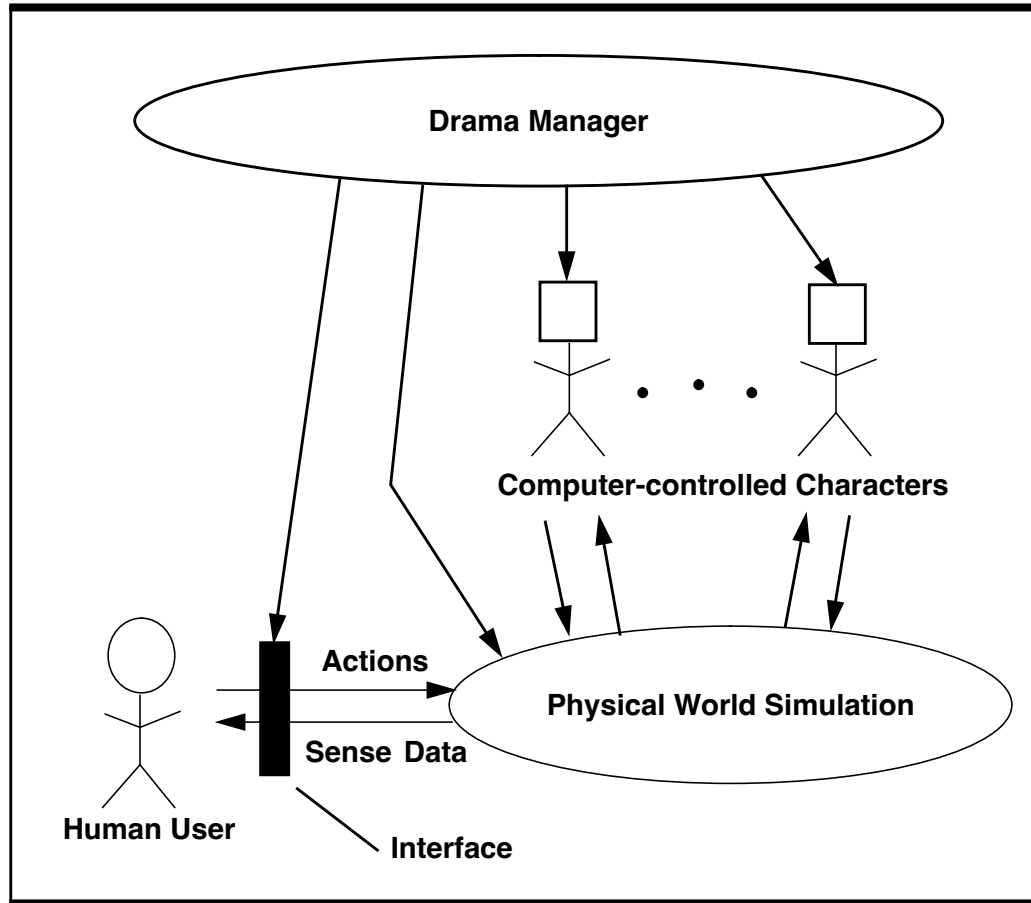 Drama Manager
Computer-controlled Characters
Actions
Physical World Simulation
Sense Data
Human User
Interface